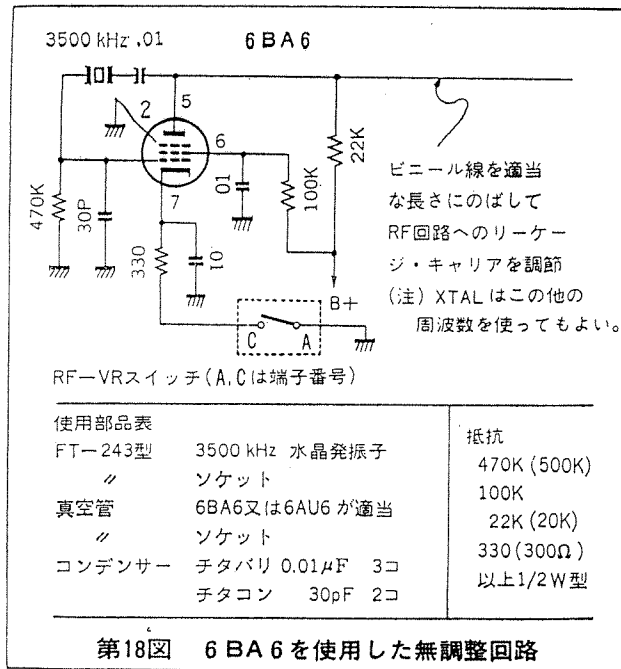 3500 kHz .01 6BA6
2
5
6
7
470K
30P
330
.01
.01
100K
22K
B+
C A
ビニール線を適当
な長さにのばして
RF回路へのリーケー
ジ・キャリアを調節
(注) XTALはこの他の
周波数を使ってもよい。
RF-VRスイッチ(A,Cは端子番号)
使用部品表
FT-243型 3500 kHz 水晶発振子
〃 ソケット
真空管 6BA6又は6AU6が適当
〃 ソケット
コンデンサー チタバリ 0.01μF 3コ
チタコン 30pF 2コ
抵抗
470K (500K)
100K
22K (20K)
330 (300Ω)
以上1/2W型
第18図 6BA6を使用した無調整回路